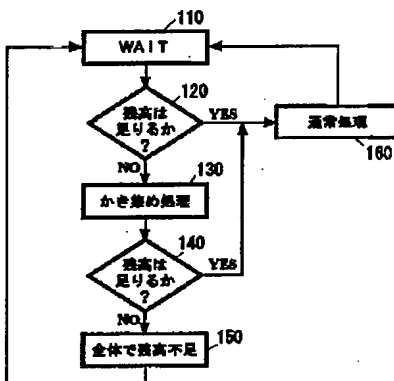 110
WAIT
120
残高は
足りるか
?
YES
通常処理
160
NO
130
かき集め処理
140
残高は
足りるか
?
YES
NO
150
全体で残高不足